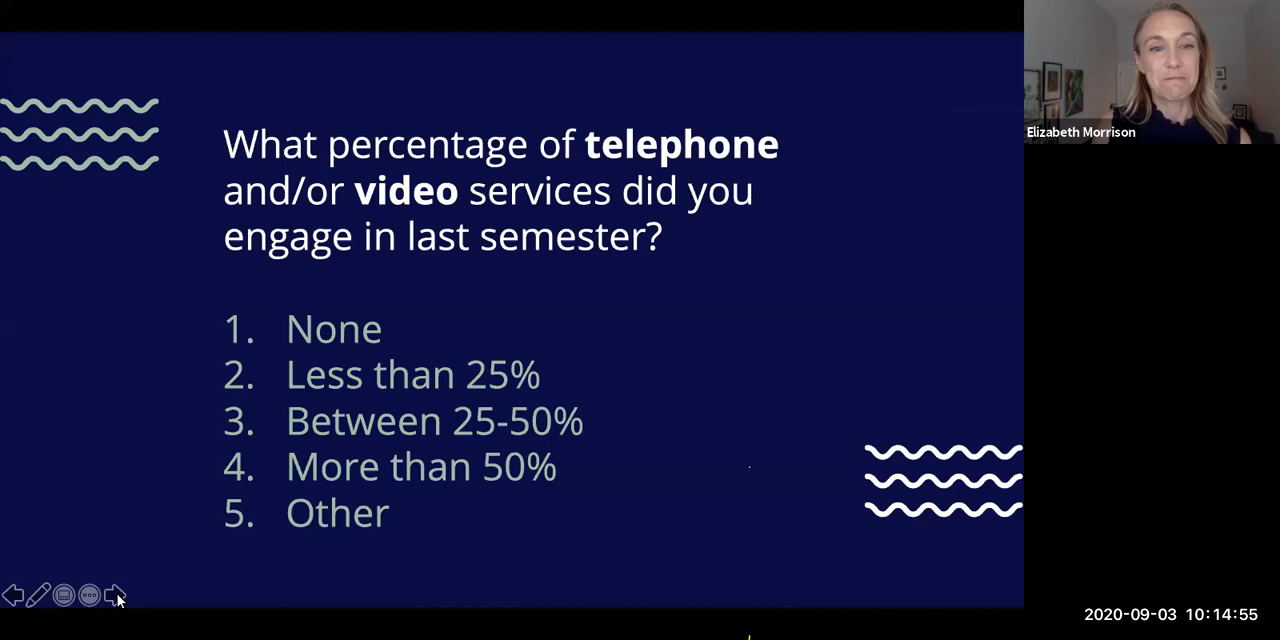 What percentage of telephone
and/or video services did you
engage in last semester?
1. None
2. Less than 25%
3. Between 25-50%
4. More than 50%
5. Other
Elizabeth Morrison
2020-09-03 10:14:55